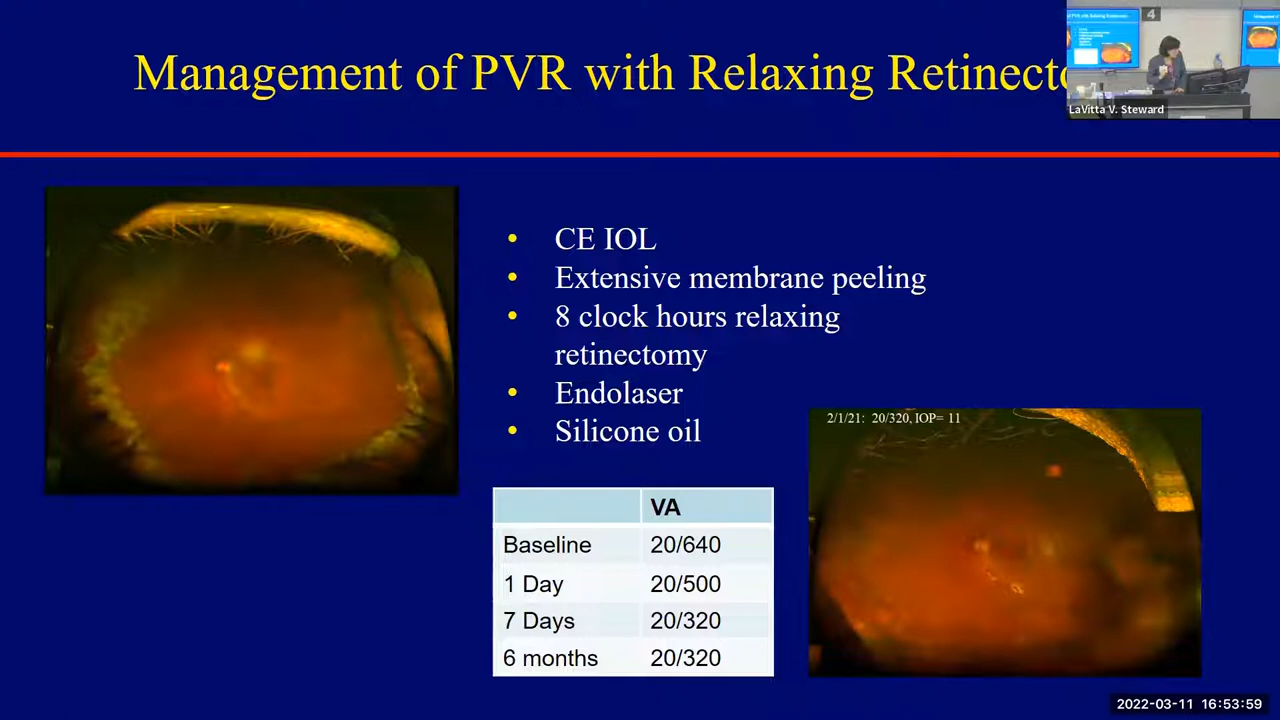 Management of PVR with Relaxing Retinecto
4
LaVitta V. Steward
• CE IOL
• Extensive membrane peeling
• 8 clock hours relaxing
retinectomy
• Endolaser
• Silicone oil
2/1/21: 20/320, IOP= 11
VA
Baseline 20/640
1 Day 20/500
7 Days 20/320
6 months 20/320
2022-03-11 16:53:59